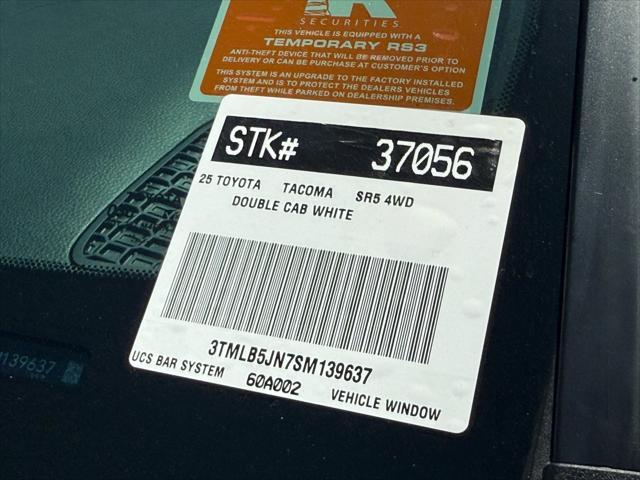 SECURITIES.
THIS VEHICLE IS EQUIPPED WITH A
TEMPORARY RS3
ANTI-THEFT DEVICE THAT WILL BE REMOVED PRIOR TO
DELIVERY OR CAN BE PURCHASED AT CUSTOMER'S OPTION
THIS SYSTEM IS AN UPGRADE TO THE FACTORY INSTALLED
SYSTEM AND IS TO PROTECT THE DEALERS VEHICLES
FROM THEFT WHILE PARKED ON DEALERSHIP PREMISES.
STK# 37056
25 TOYOTA TACOMA SR5 4WD
DOUBLE CAB WHITE
3TMLB5JN7SM139637
UCS BAR SYSTEM 60A002 VEHICLE WINDOW
M139637